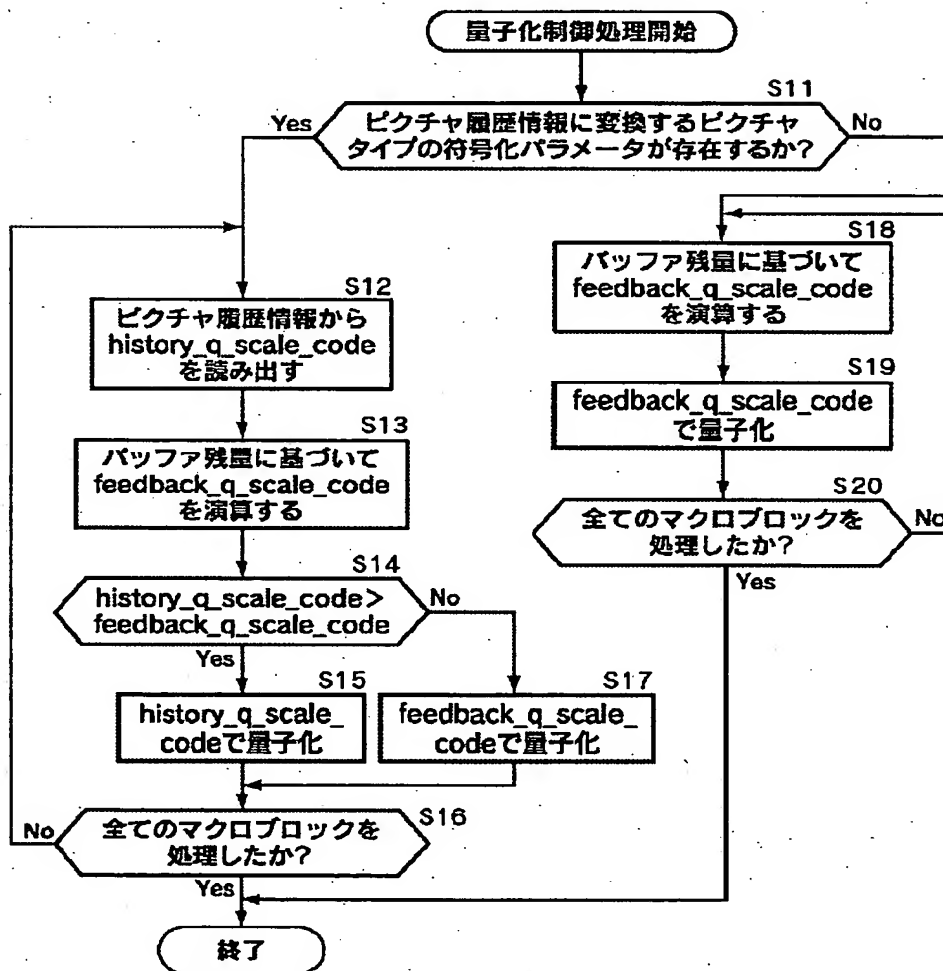 量子化制御処理開始
S11
ピクチャ履歴情報に変換するピクチャ
タイプの符号化パラメータが存在するか?
Yes
No
S12
ピクチャ履歴情報から
history_q_scale_code
を読み出す
S13
バッファ残量に基づいて
feedback_q_scale_code
を演算する
S14
history_q_scale_code>
feedback_q_scale_code
No
Yes
S15
history_q_scale_
codeで量子化
S17
feedback_q_scale_
codeで量子化
S16
全てのマクロブロックを
処理したか?
No
Yes
S18
バッファ残量に基づいて
feedback_q_scale_code
を演算する
S19
feedback_q_scale_code
で量子化
S20
全てのマクロブロックを
処理したか?
No
Yes
終了